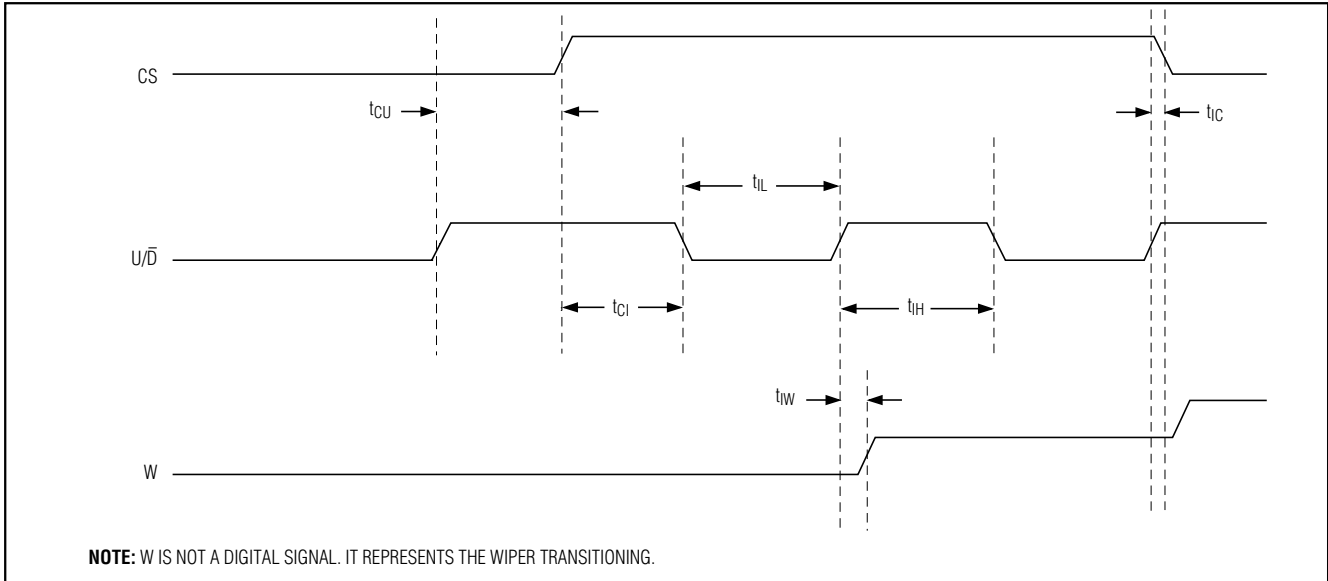 CS
tCU
tIC
tIL
U/D̅
tCI
tIH
tIW
W
NOTE: W IS NOT A DIGITAL SIGNAL. IT REPRESENTS THE WIPER TRANSITIONING.